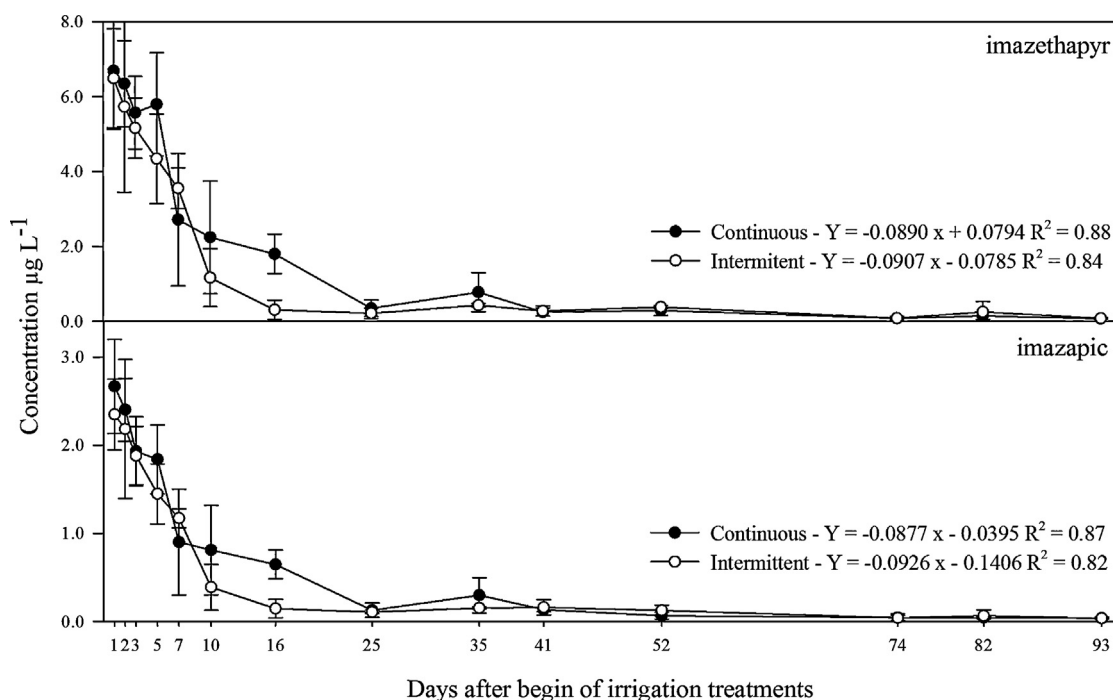 8.0
imazethapyr
6.0
4.0
2.0
0.0
Continuous - Y = -0.0890 x + 0.0794 R² = 0.88
Intermitent - Y = -0.0907 x - 0.0785 R² = 0.84
Concentration µg L⁻¹
imazapic
3.0
2.0
1.0
0.0
Continuous - Y = -0.0877 x - 0.0395 R² = 0.87
Intermittent - Y = -0.0926 x - 0.1406 R² = 0.82
1 2 3 5 7 10 16 25 35 41 52 74 82 93
Days after begin of irrigation treatments